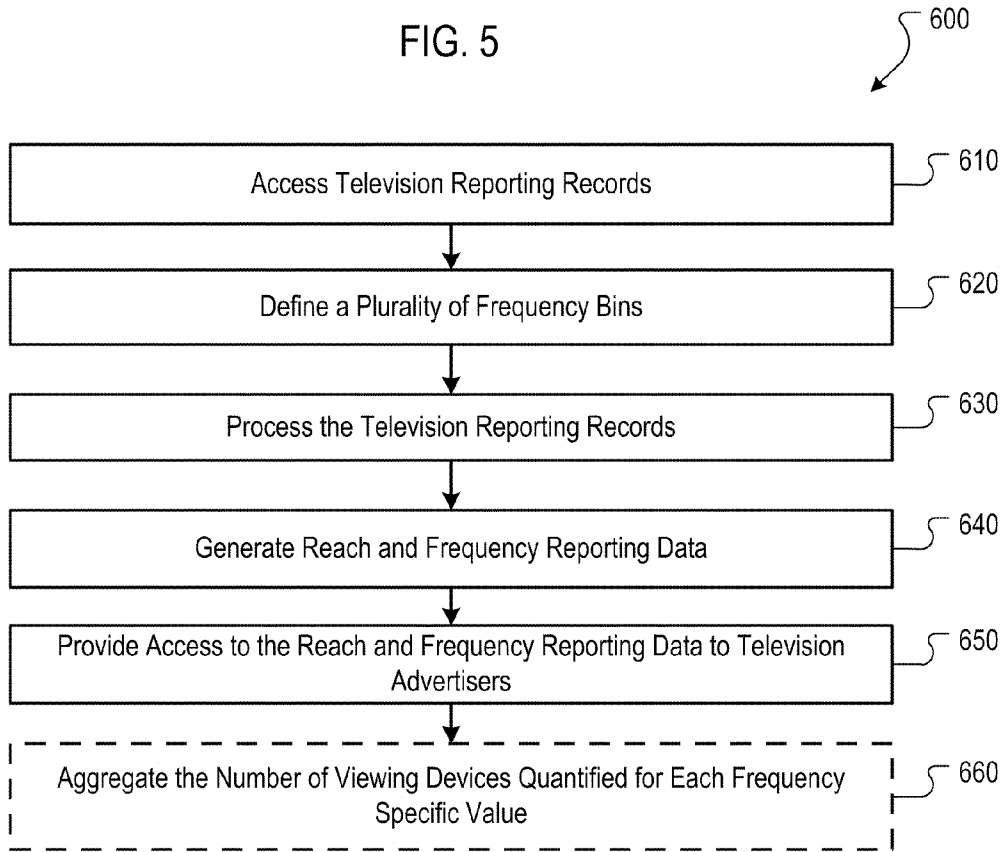 FIG. 5
600
Access Television Reporting Records
610
Define a Plurality of Frequency Bins
620
Process the Television Reporting Records
630
Generate Reach and Frequency Reporting Data
640
Provide Access to the Reach and Frequency Reporting Data to Television
Advertisers
650
Aggregate the Number of Viewing Devices Quantified for Each Frequency
Specific Value
660